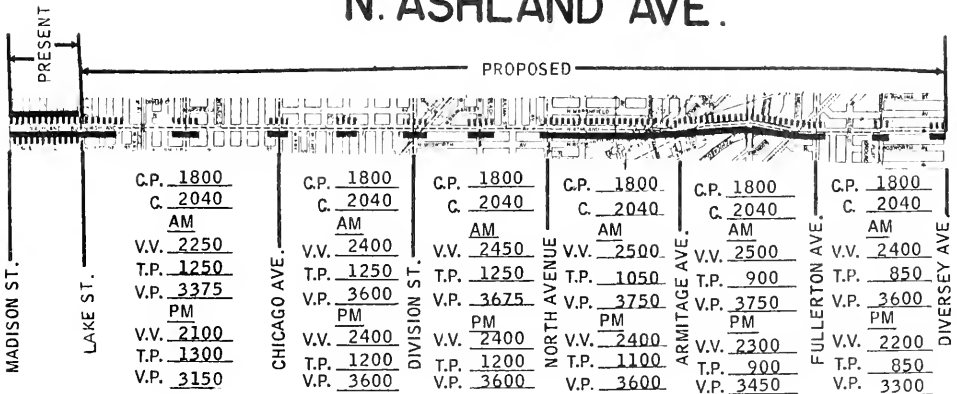 N. ASHLAND AVE.
PRESENT
PROPOSED
MADISON ST.
LAKE ST.
C.P. 1800
C. 2040
AM
V.V. 2250
T.P. 1250
V.P. 3375
PM
V.V. 2100
T.P. 1300
V.P. 3150
CHICAGO AVE.
C.P. 1800
C. 2040
AM
V.V. 2400
T.P. 1250
V.P. 3600
PM
V.V. 2400
T.P. 1200
V.P. 3600
DIVISION ST.
C.P. 1800
C. 2040
AM
V.V. 2450
T.P. 1250
V.P. 3675
PM
V.V. 2400
T.P. 1200
V.P. 3600
NORTH AVENUE
C.P. 1800
C. 2040
AM
V.V. 2500
T.P. 1050
V.P. 3750
PM
V.V. 2400
T.P. 1100
V.P. 3600
ARMITAGE AVE.
C.P. 1800
C. 2040
AM
V.V. 2500
T.P. 900
V.P. 3750
PM
V.V. 2300
T.P. 900
V.P. 3450
FULLERTON AVE.
C.P. 1800
C. 2040
AM
V.V. 2400
T.P. 850
V.P. 3600
PM
V.V. 2200
T.P. 850
V.P. 3300
DIVERSEY AVE.